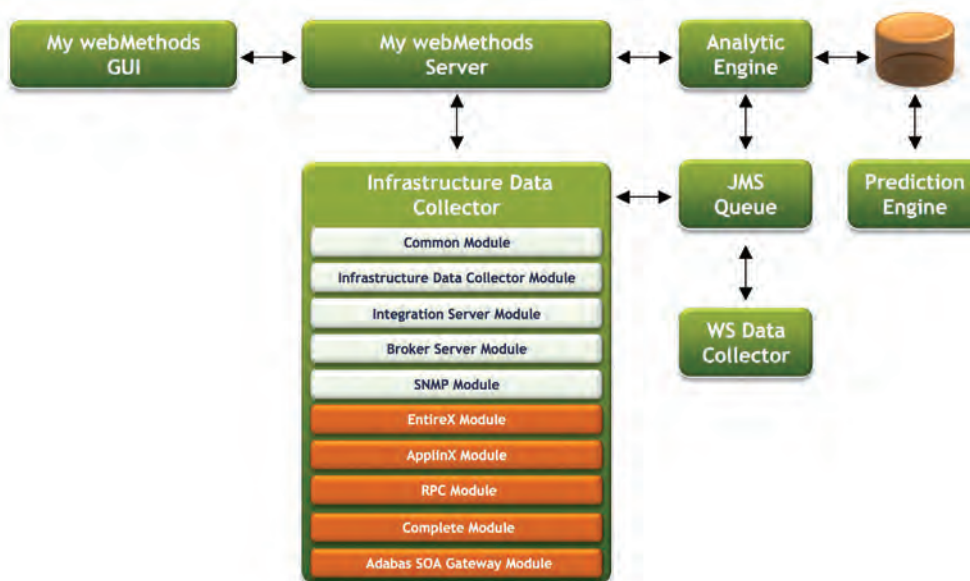 My webMethods
GUI
My webMethods
Server
Analytic
Engine
Infrastructure Data
Collector
JMS
Queue
Prediction
Engine
Common Module
Infrastructure Data Collector Module
Integration Server Module
Broker Server Module
SNMP Module
EntireX Module
ApplinX Module
RPC Module
Complete Module
Adabas SOA Gateway Module
WS Data
Collector